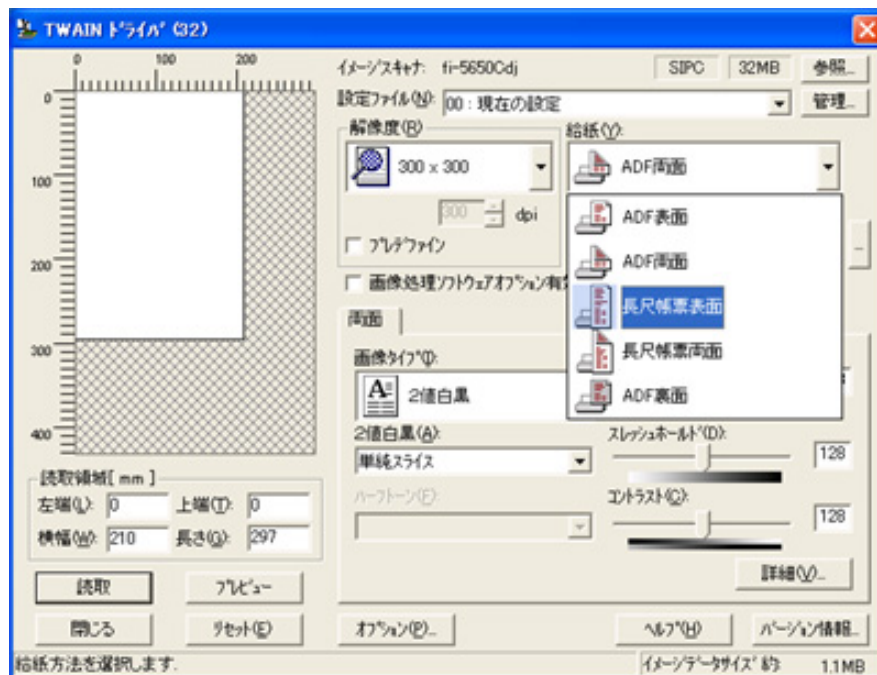 TWAIN ﾄﾞﾗｲﾊﾞ (32)
0 100 200
0
100
200
300
400
ｲﾒｰｼﾞｽｷｬﾅ: fi-5650Cdj SIPC 32MB 参照...
設定ファイル(N): 00 : 現在の設定 管理...
解像度(R)
300 x 300
300 dpi
ﾌﾟﾚﾃﾞﾌｧｲﾝ
給紙(Y):
ADF両面
ADF表面
ADF両面
長尺帳票表面
長尺帳票両面
ADF裏面
画像処理ｿﾌﾄｳｪｱｵﾌﾟｼｮﾝ有
両面
画像ﾀｲﾌﾟ(I):
2値白黒
2値白黒(A):
単純ｽﾗｲｽ
ﾊｰﾌﾄｰﾝ(F):
ｽﾚｯｼｭﾎｰﾙﾄﾞ(D):
128
ｺﾝﾄﾗｽﾄ(C):
128
詳細(V)...
読取領域[ mm ]
左端(L): 0 上端(T): 0
横幅(W): 210 長さ(G): 297
読取 ﾌﾟﾚﾋﾞｭｰ
閉じる ﾘｾｯﾄ(E) ｵﾌﾟｼｮﾝ(P)... ﾍﾙﾌﾟ(H) ﾊﾞｰｼﾞｮﾝ情報...
給紙方法を選択します. ｲﾒｰｼﾞﾃﾞｰﾀｻｲｽﾞ 約 1.1MB